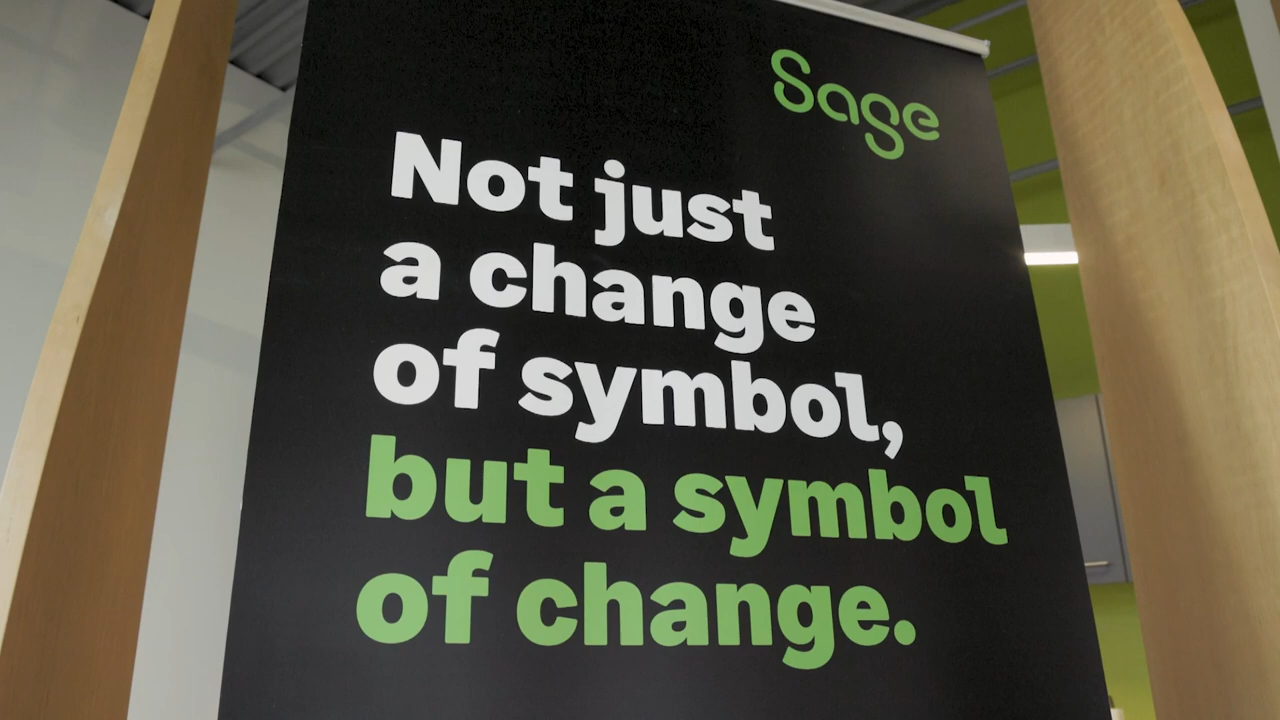 Sage
Not just
a change
of symbol,
but a symbol
of change.